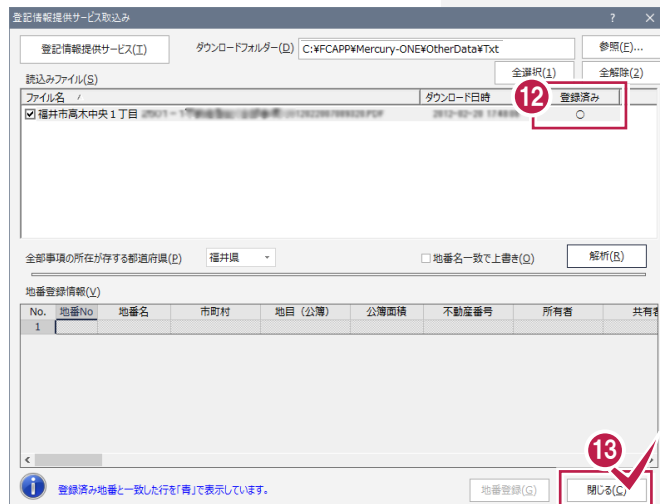 登記情報提供サービス取込み ? ×
登記情報提供サービス(T) ダウンロードフォルダー(D) C:¥FCAPP¥Mercury-ONE¥OtherData¥Txt 参照(F)...
読込みファイル(S) 全選択(1) 全解除(2)
ファイル名 ダウンロード日時 登録済み
12
福井市高木中央1丁目 ○
全部事項の所在が存する都道府県(P) 福井県 地番名一致で上書き(O) 解析(R)
地番登録情報(V)
No. 地番No 地番名 市町村 地目(公簿) 公簿面積 不動産番号 所有者 共有者
1
13
登録済み地番と一致した行を「青」で表示しています。 地番登録(G) 閉じる(C)